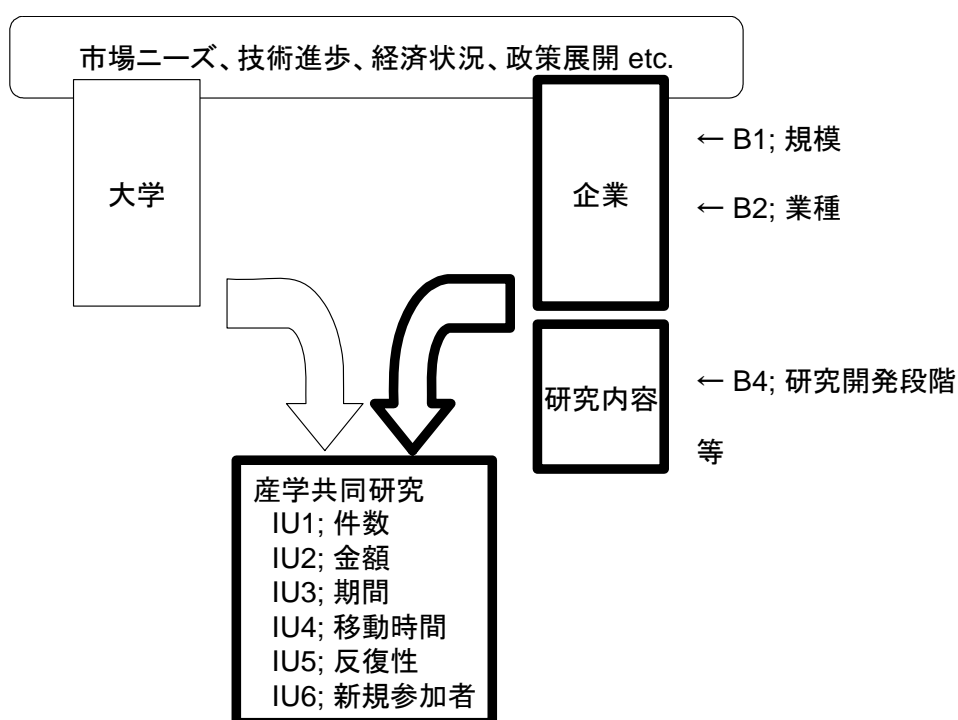 市場ニーズ、技術進歩、経済状況、政策展開 etc.
大学
企業
← B1; 規模
← B2; 業種
研究内容
← B4; 研究開発段階
等
産学共同研究
IU1; 件数
IU2; 金額
IU3; 期間
IU4; 移動時間
IU5; 反復性
IU6; 新規参加者